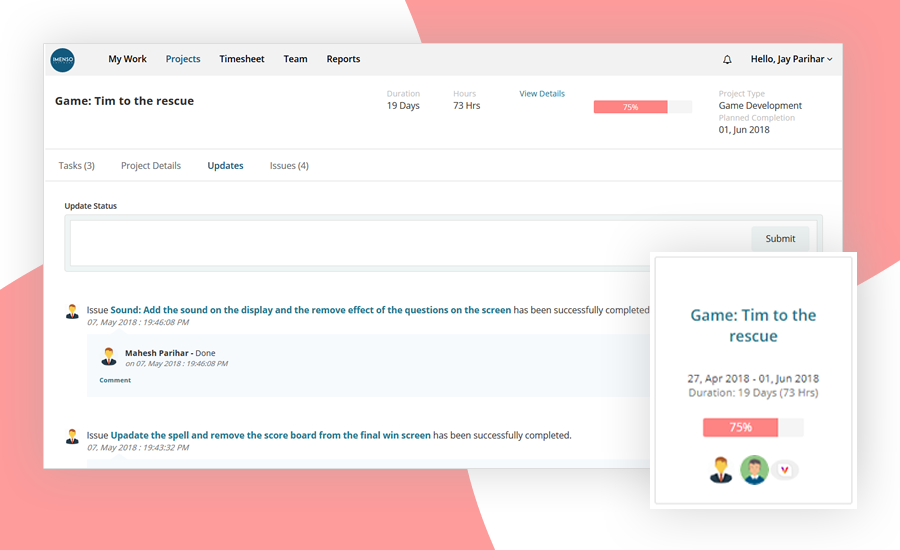 IMENSO
My Work Projects Timesheet Team Reports
Hello, Jay Parihar
Game: Tim to the rescue
Duration
19 Days
Hours
73 Hrs
View Details
75%
Project Type
Game Development
Planned Completion
01, Jun 2018
Tasks (3) Project Details Updates Issues (4)
Update Status
Submit
Issue Sound: Add the sound on the display and the remove effect of the questions on the screen has been successfully completed
07, May 2018 : 19:46:08 PM
Mahesh Parihar - Done
on 07, May 2018 : 19:46:08 PM
Comment
Issue Upadate the spell and remove the score board from the final win screen has been successfully completed.
07, May 2018 : 19:43:32 PM
Game: Tim to the
rescue
27, Apr 2018 - 01, Jun 2018
Duration: 19 Days (73 Hrs)
75%